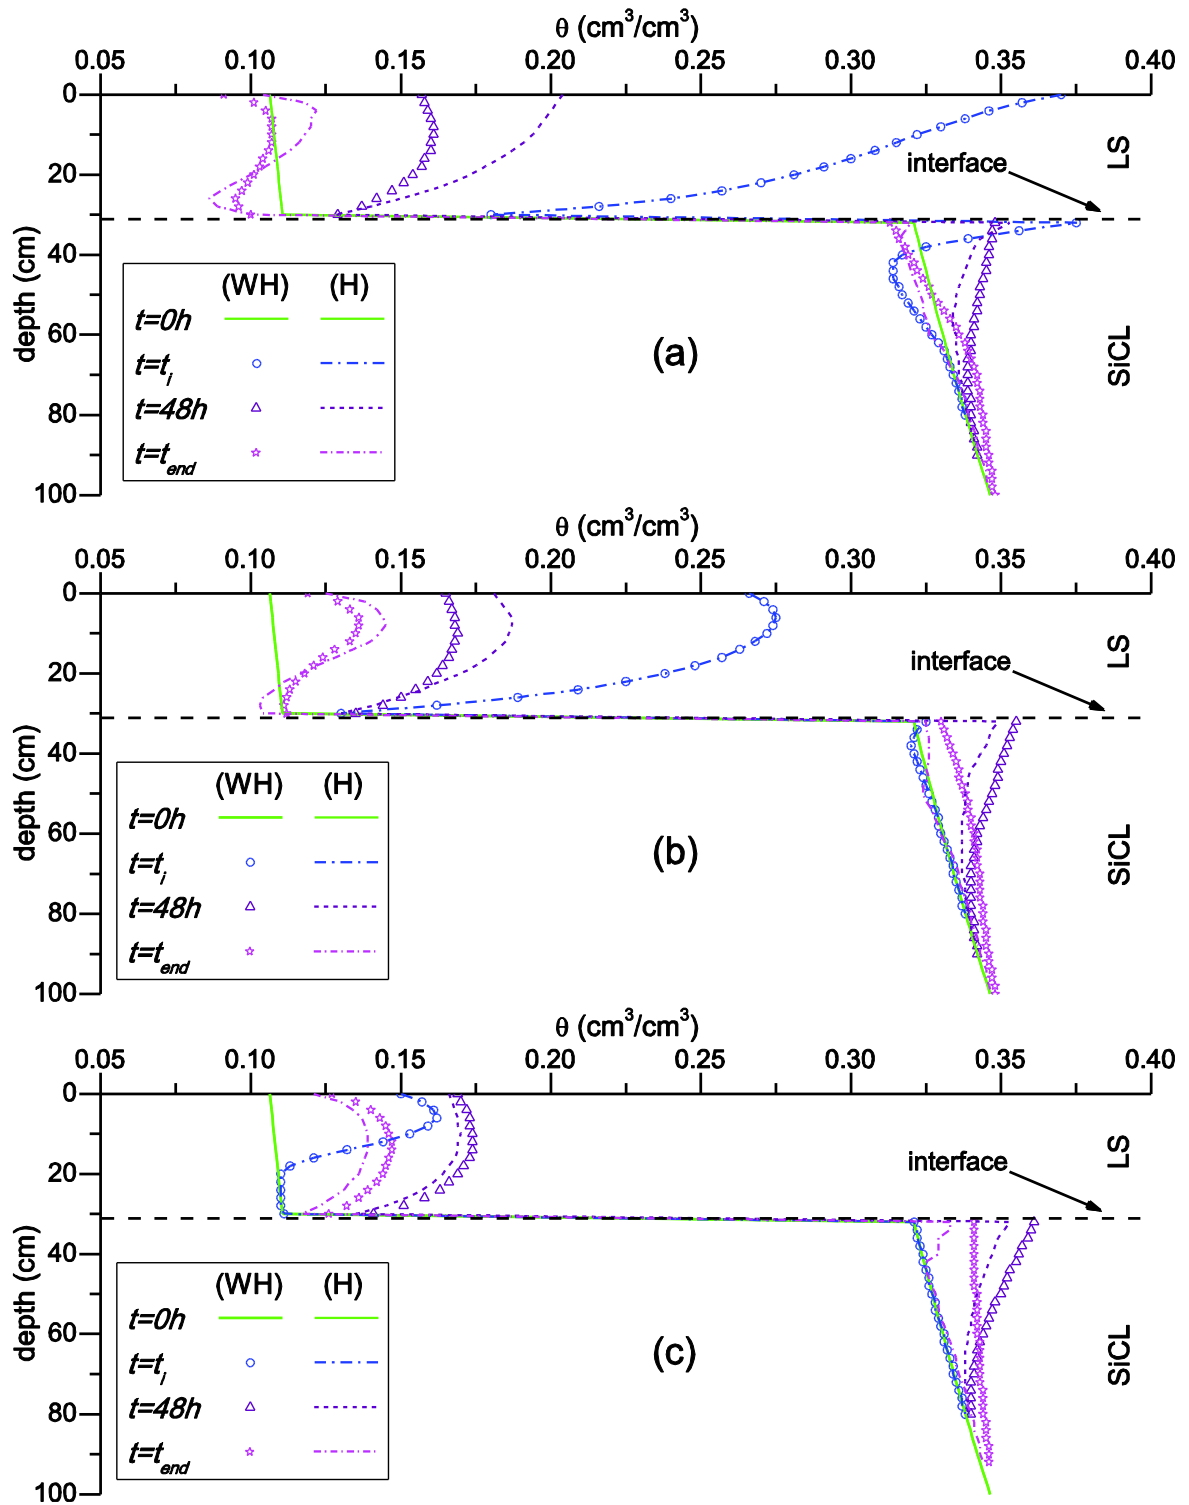 θ (cm³/cm³)
0.05 0.10 0.15 0.20 0.25 0.30 0.35 0.40
0
20
40
60
80
100
depth (cm)
interface
LS
SiCL
(a)
(WH) (H)
t=0h
t=tᵢ
t=48h
t=t_end
θ (cm³/cm³)
0.05 0.10 0.15 0.20 0.25 0.30 0.35 0.40
0
20
40
60
80
100
depth (cm)
interface
LS
SiCL
(b)
(WH) (H)
t=0h
t=tᵢ
t=48h
t=t_end
θ (cm³/cm³)
0.05 0.10 0.15 0.20 0.25 0.30 0.35 0.40
0
20
40
60
80
100
depth (cm)
interface
LS
SiCL
(c)
(WH) (H)
t=0h
t=tᵢ
t=48h
t=t_end